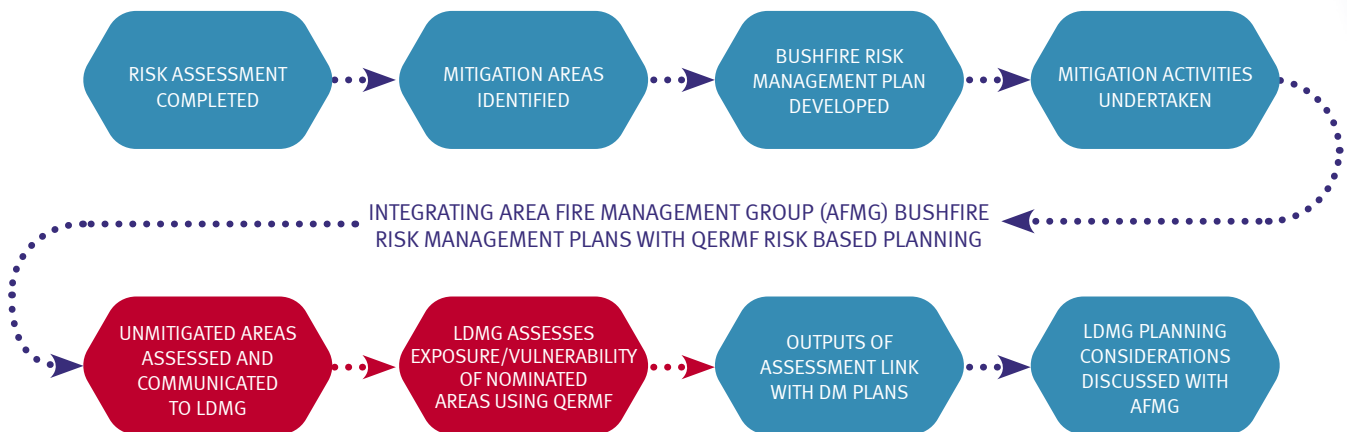 RISK ASSESSMENT
COMPLETED
MITIGATION AREAS
IDENTIFIED
BUSHFIRE RISK
MANAGEMENT PLAN
DEVELOPED
MITIGATION ACTIVITIES
UNDERTAKEN
INTEGRATING AREA FIRE MANAGEMENT GROUP (AFMG) BUSHFIRE
RISK MANAGEMENT PLANS WITH QERMF RISK BASED PLANNING
UNMITIGATED AREAS
ASSESSED AND
COMMUNICATED
TO LDMG
LDMG ASSESSES
EXPOSURE/VULNERABILITY
OF NOMINATED
AREAS USING QERMF
OUTPUTS OF
ASSESSMENT LINK
WITH DM PLANS
LDMG PLANNING
CONSIDERATIONS
DISCUSSED WITH
AFMG